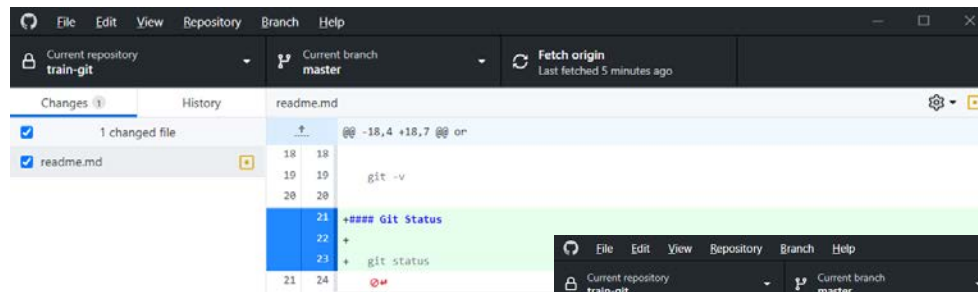 File Edit View Repository Branch Help
Current repository
train-git
Current branch
master
Fetch origin
Last fetched 5 minutes ago
Changes 1 History
readme.md
1 changed file
@@ -18,4 +18,7 @@ or
readme.md
18 18
19 19 git -v
20 20
21 +#### Git Status
22 +
23 + git status
21 24
File Edit View Repository Branch Help
Current repository
train-git
Current branch
master